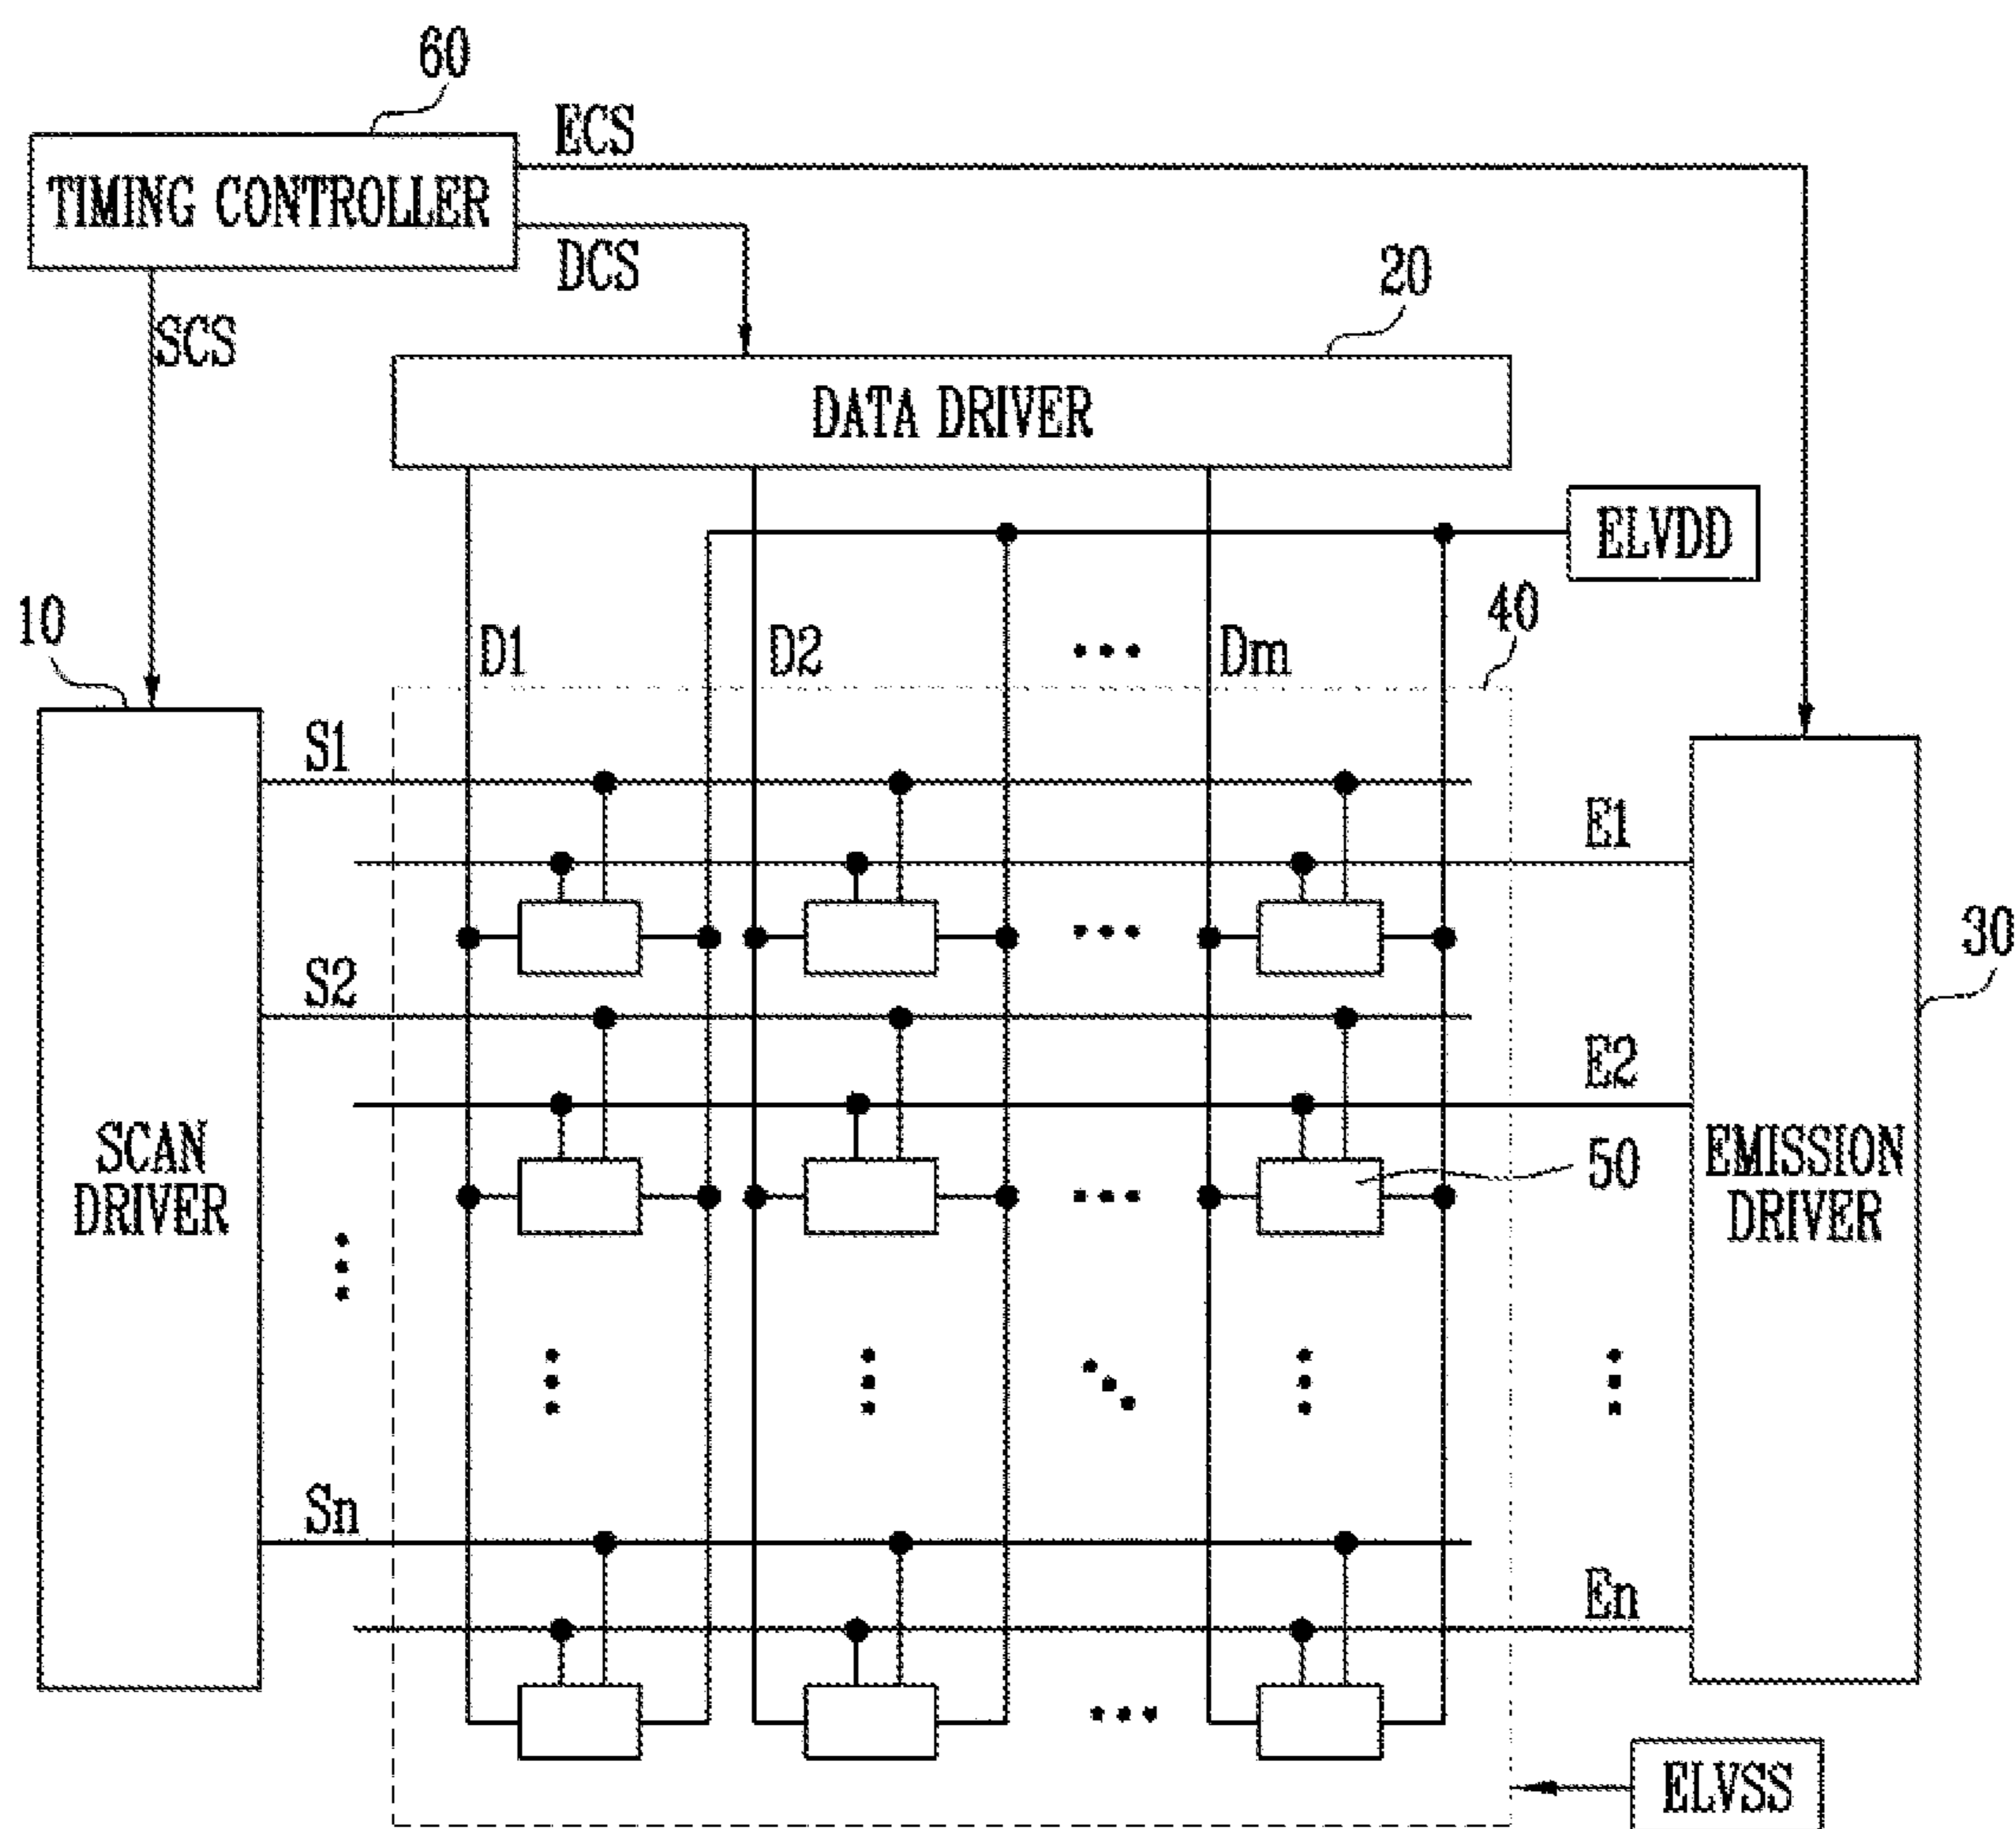 60
ECS
TIMING CONTROLLER
DCS
SCS
20
DATA DRIVER
ELVDD
10
40
D1
D2
Dm
S1
E1
30
S2
E2
SCAN
DRIVER
50
EMISSION
DRIVER
Sn
En
ELVSS